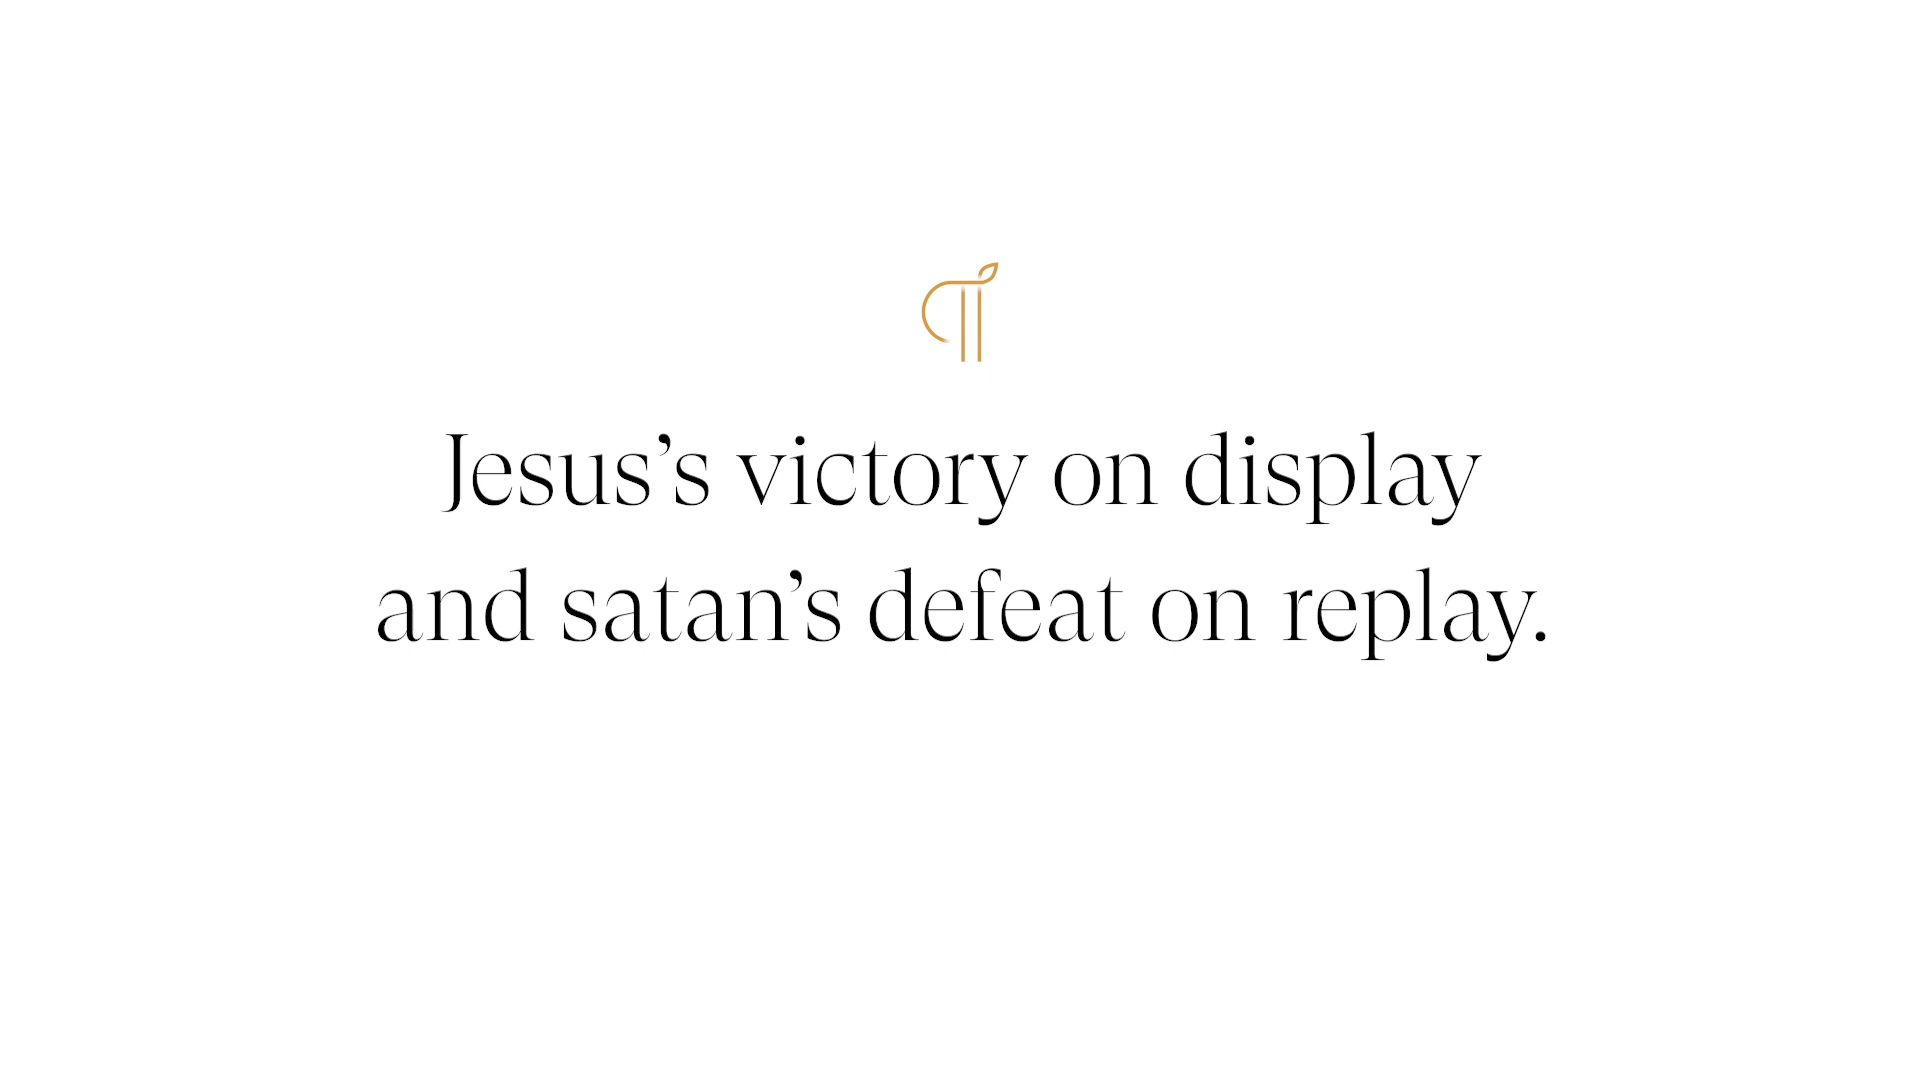 Jesus’s victory on display
and satan’s defeat on replay.